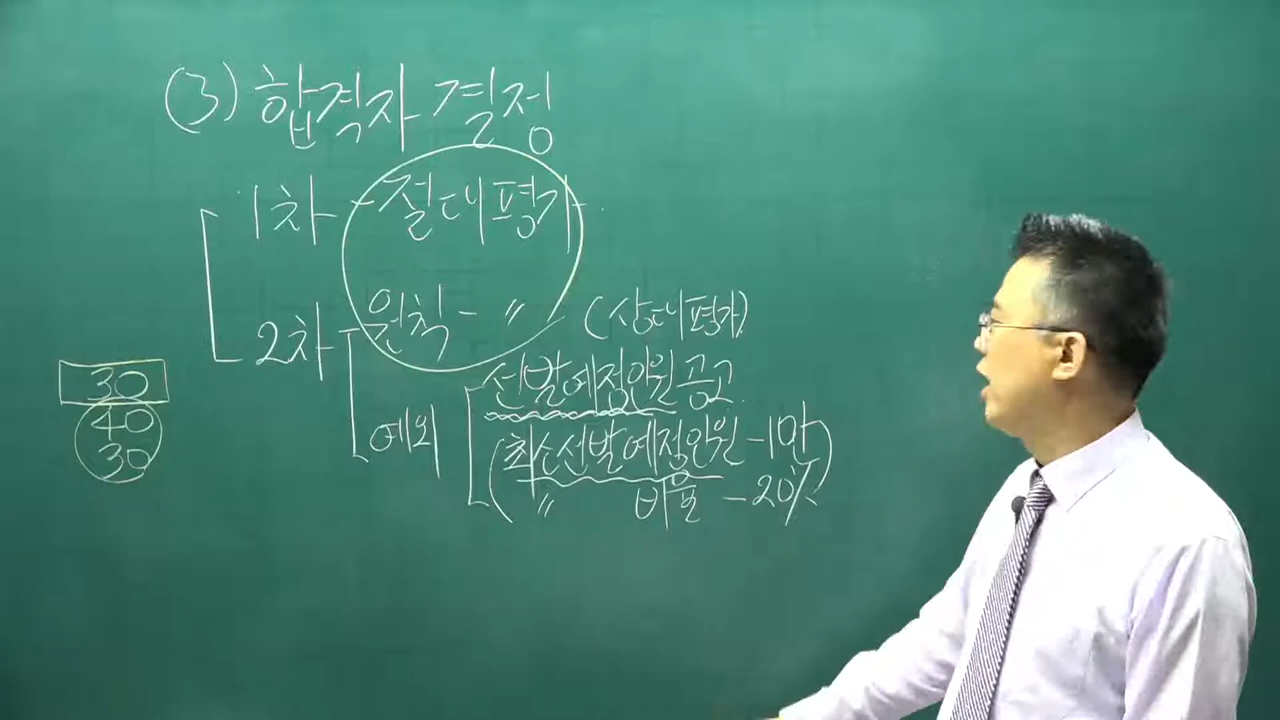 (3) 합격자 결정
1차 - 절대평가
2차 원칙 - 〃 (상대평가)
예외 선발예정인원 공고
(최소선발예정인원 - 1만
〃 비율 - 20%)
30
40
30